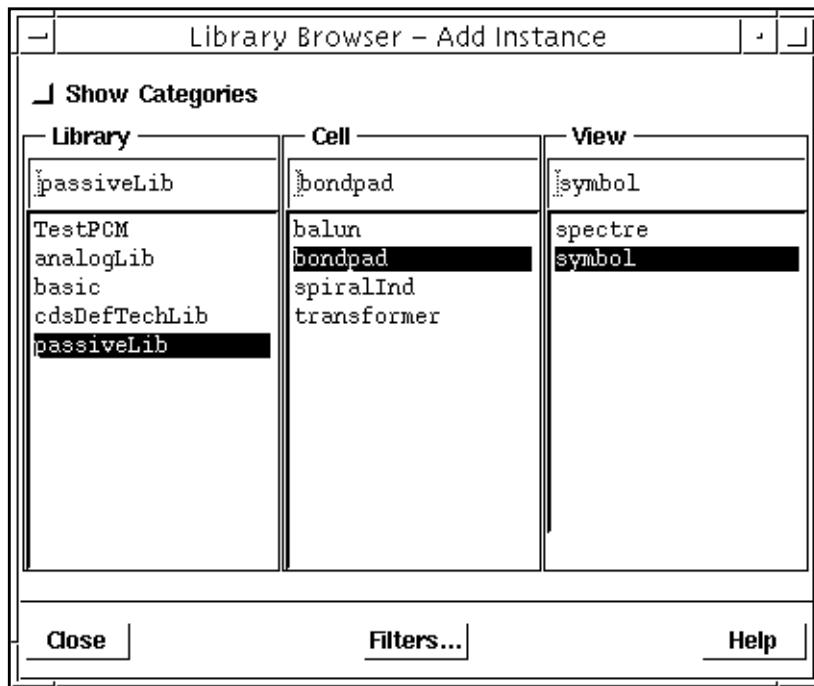 Library Browser – Add Instance
Show Categories
Library Cell View
passiveLib bondpad symbol
TestPCM balun spectre
analogLib bondpad symbol
basic spiralInd
cdsDefTechLib transformer
passiveLib
Close Filters... Help